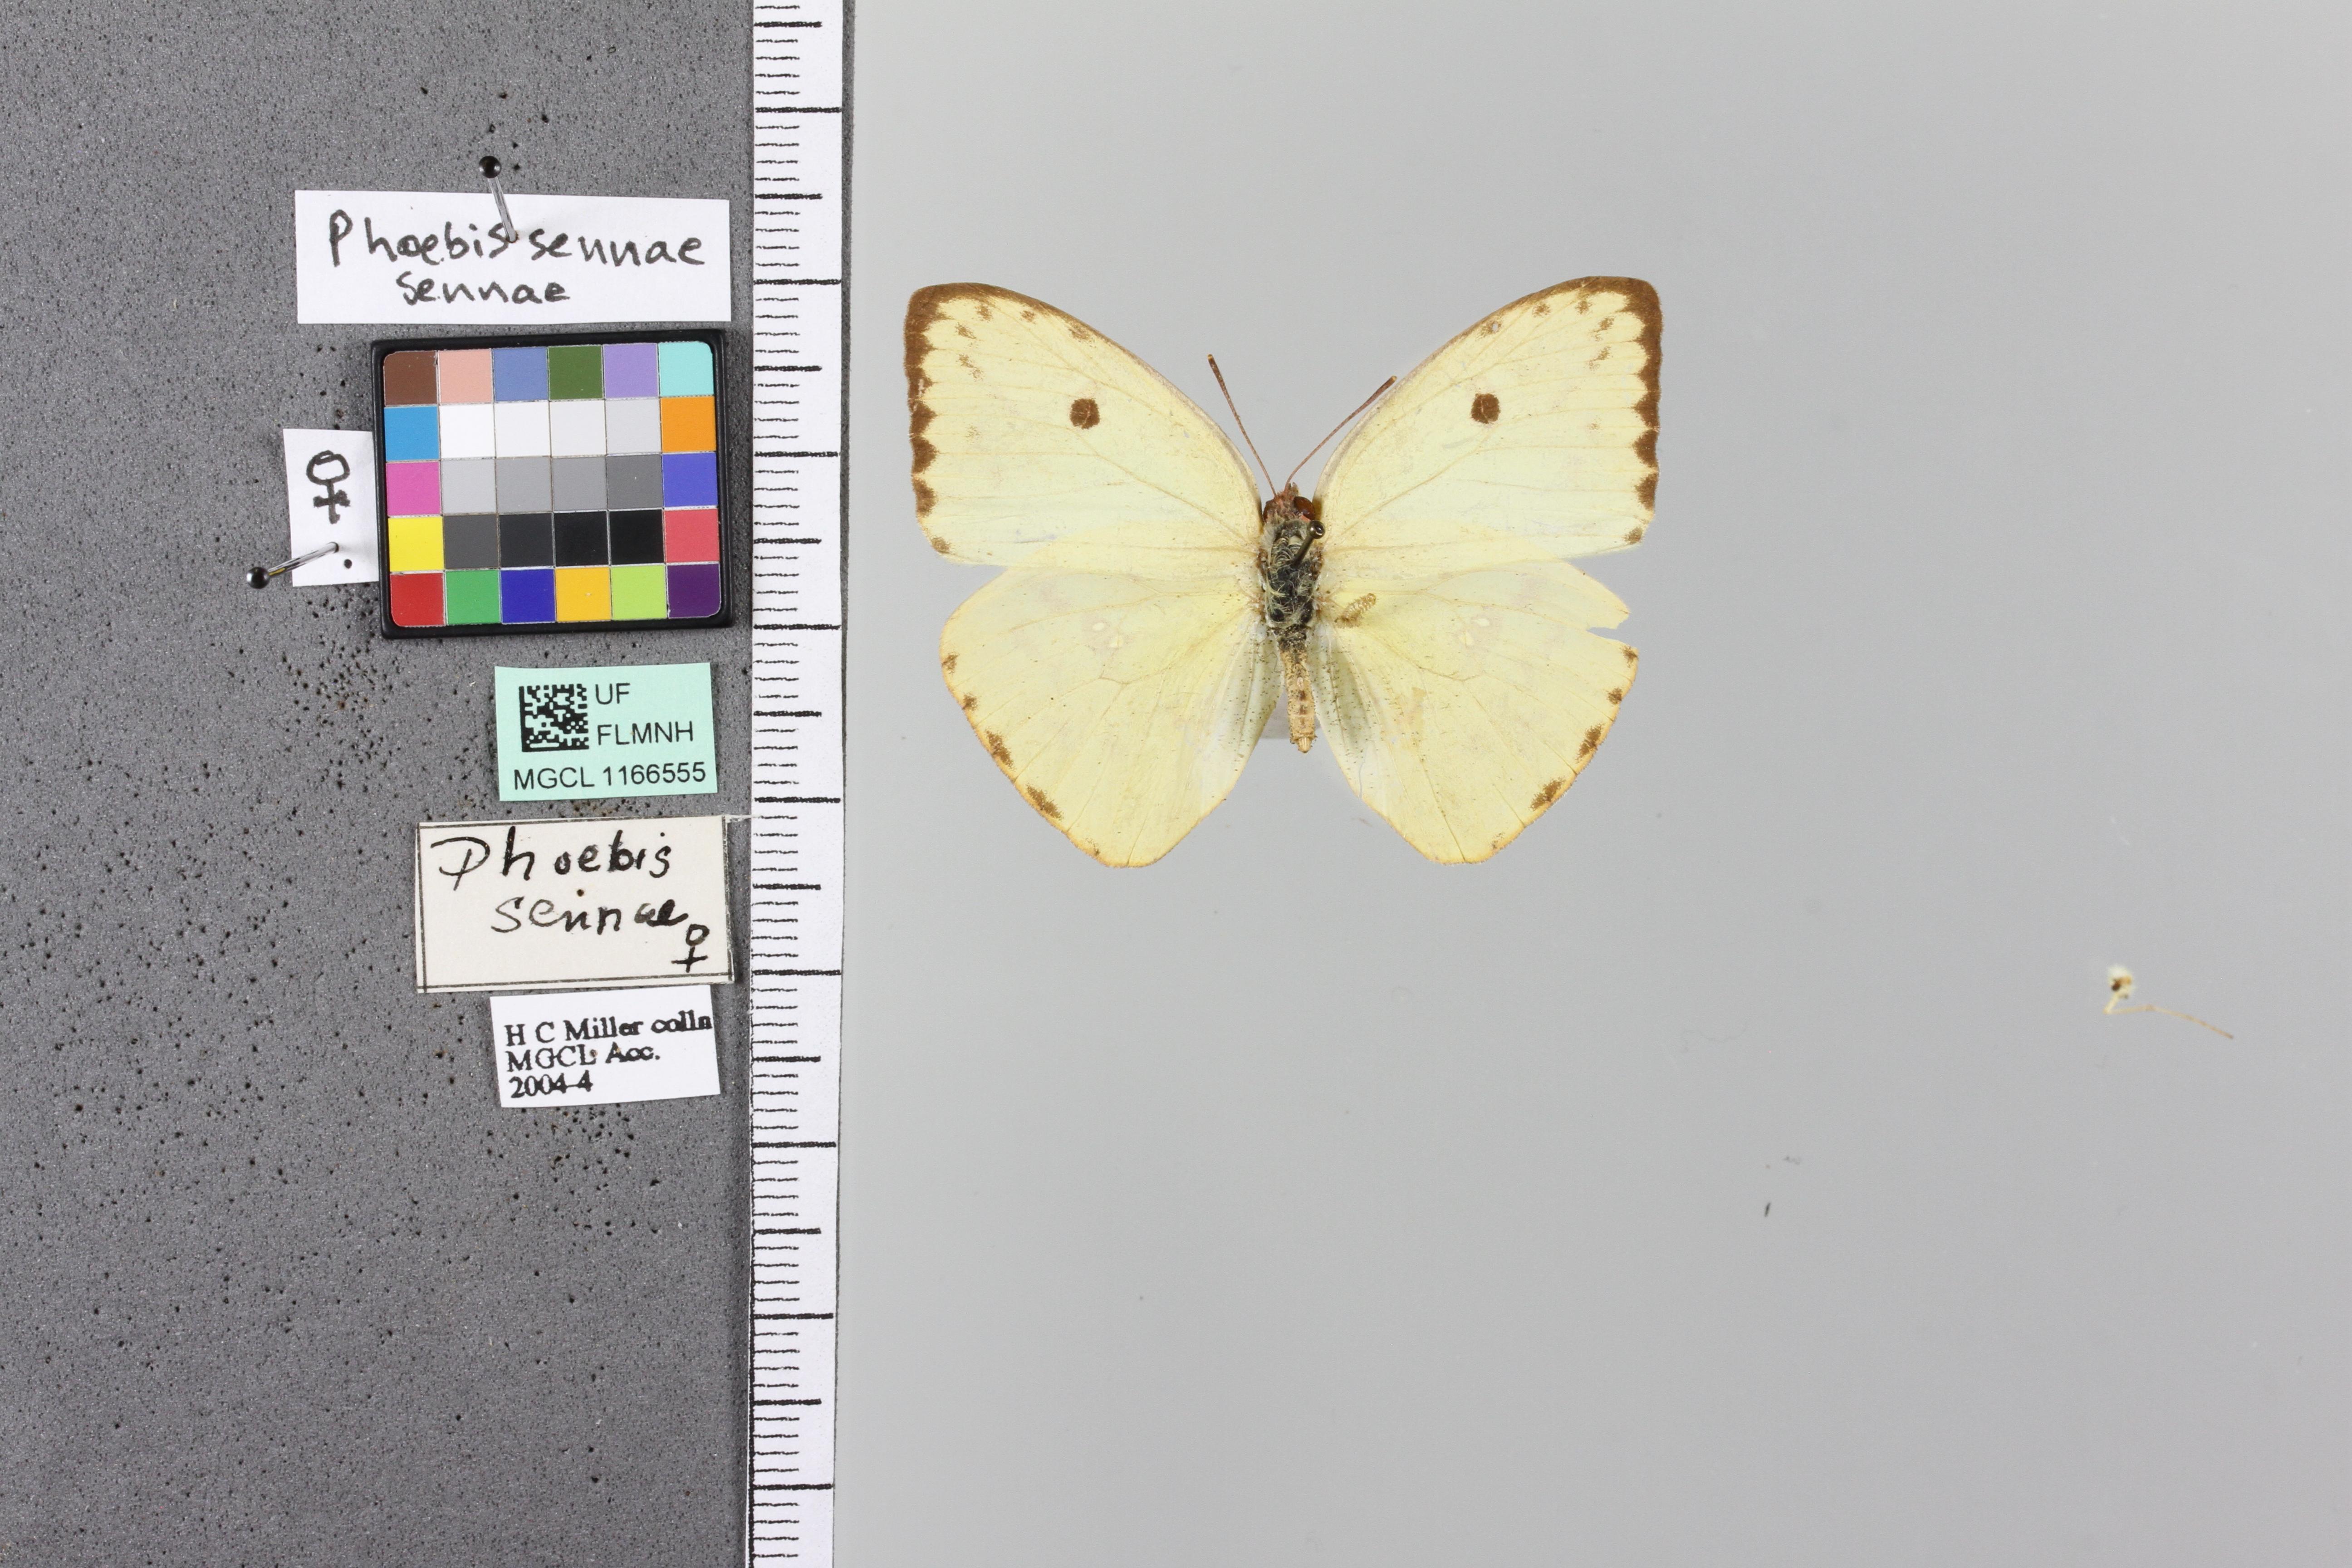 Phoebis sennae
sennae
♀
UF
FLMNH
MGCL 1166555
Phoebis
sennae
♀
H C Miller colln
MGCL Acc.
2004-4